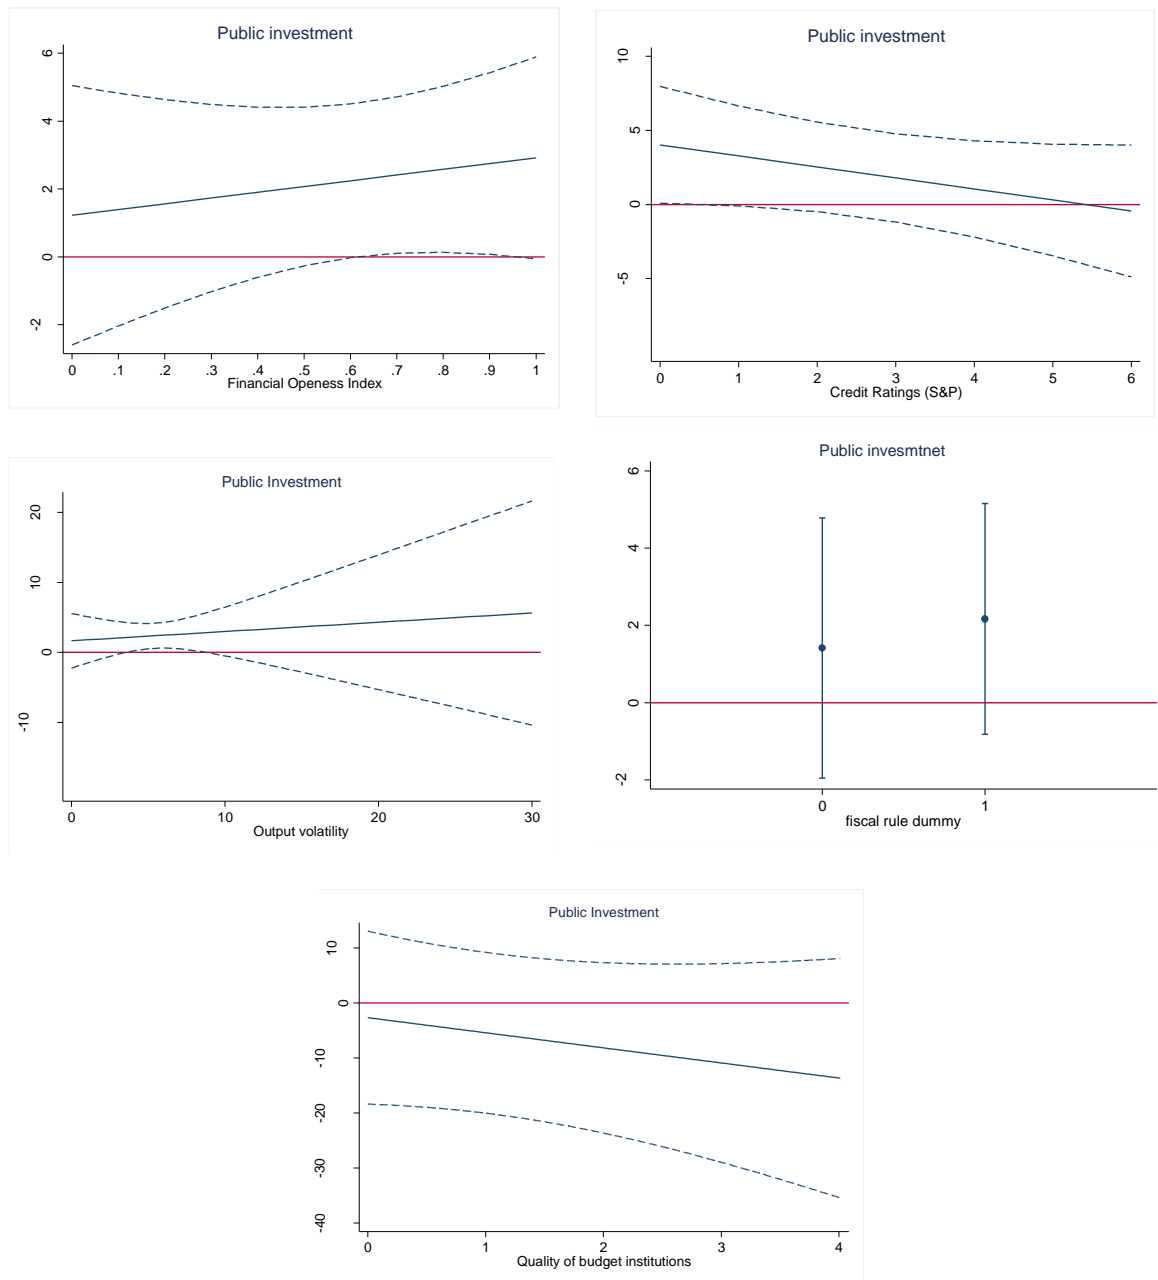 Public investment
6
4
2
0
-2
0 .1 .2 .3 .4 .5 .6 .7 .8 .9 1
Financial Openess Index
Public investment
10
5
0
-5
0 1 2 3 4 5 6
Credit Ratings (S&P)
Public Investment
20
10
0
-10
0 10 20 30
Output volatility
Public invesmtnet
6
4
2
0
-2
0 1
fiscal rule dummy
Public Investment
10
0
-10
-20
-30
-40
0 1 2 3 4
Quality of budget institutions